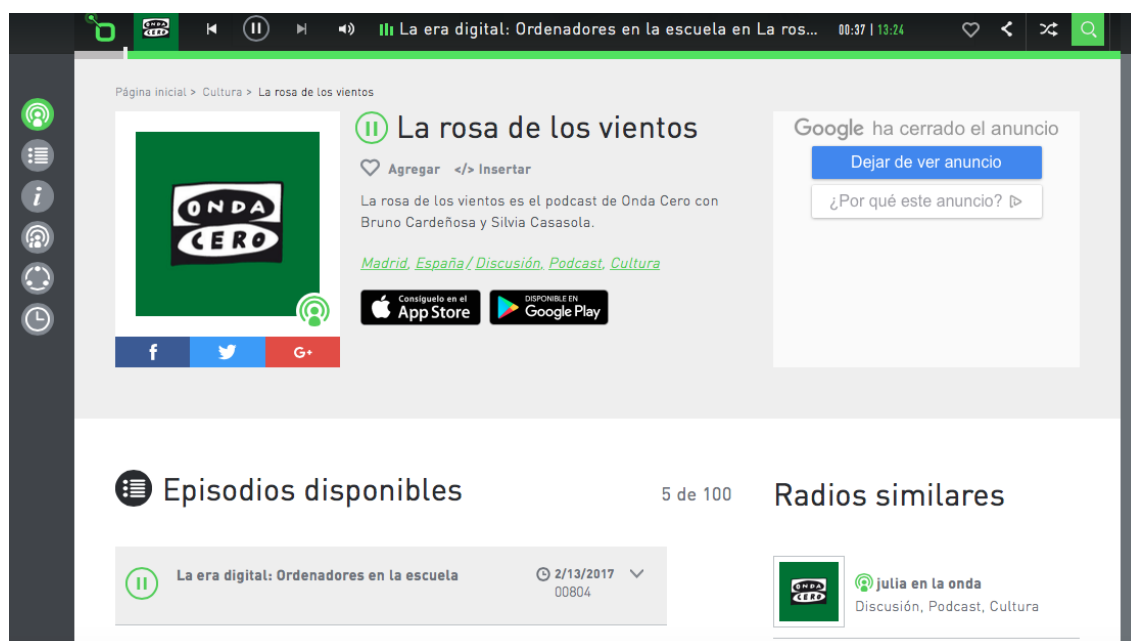 ONDA
CERO
La era digital: Ordenadores en la escuela en La ros...
00:37 | 13:24
Página inicial > Cultura > La rosa de los vientos
ONDA
CERO
f
G+
La rosa de los vientos
Agregar </> Insertar
La rosa de los vientos es el podcast de Onda Cero con
Bruno Cardeñosa y Silvia Casasola.
Madrid, España/ Discusión, Podcast, Cultura
Consíguelo en el
App Store
DISPONIBLE EN
Google Play
Google ha cerrado el anuncio
Dejar de ver anuncio
¿Por qué este anuncio?
i
Episodios disponibles
5 de 100
La era digital: Ordenadores en la escuela
2/13/2017
00804
Radios similares
ONDA
CERO
julia en la onda
Discusión, Podcast, Cultura